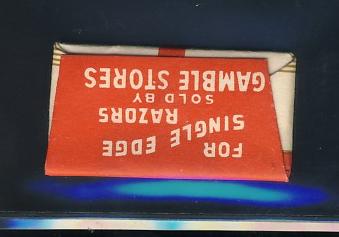 FOR
SINGLE EDGE
RAZORS
SOLD BY
GAMBLE STORES